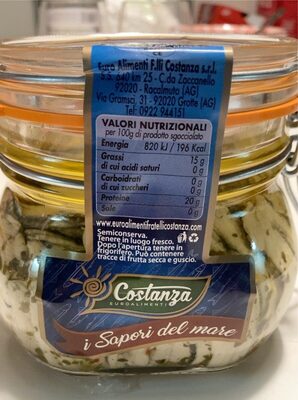 Euro Alimenti F.lli Costanza s.r.l.
S.S. 640 km 25 - C.da Zaccanello
92020 - Racalmuto (AG)
Via Gramsci, 31 - 92020 Grotte (AG)
Tel. 0922 944151
VALORI NUTRIZIONALI
per 100g di prodotto sgocciolato
Energia 820 kJ / 196 Kcal
Grassi 15 g
di cui acidi saturi 0 g
Carboidrati 0 g
di cui zuccheri 0 g
Proteine 20 g
Sale 0 g
www.euroalimentifratellicostanza.com
Semiconserva.
Tenere in luogo fresco.
Dopo l'apertura tenere in
frigorifero. Può contenere
tracce di frutta secca e guscio.
Costanza
EUROALIMENTI
i Sapori del mare